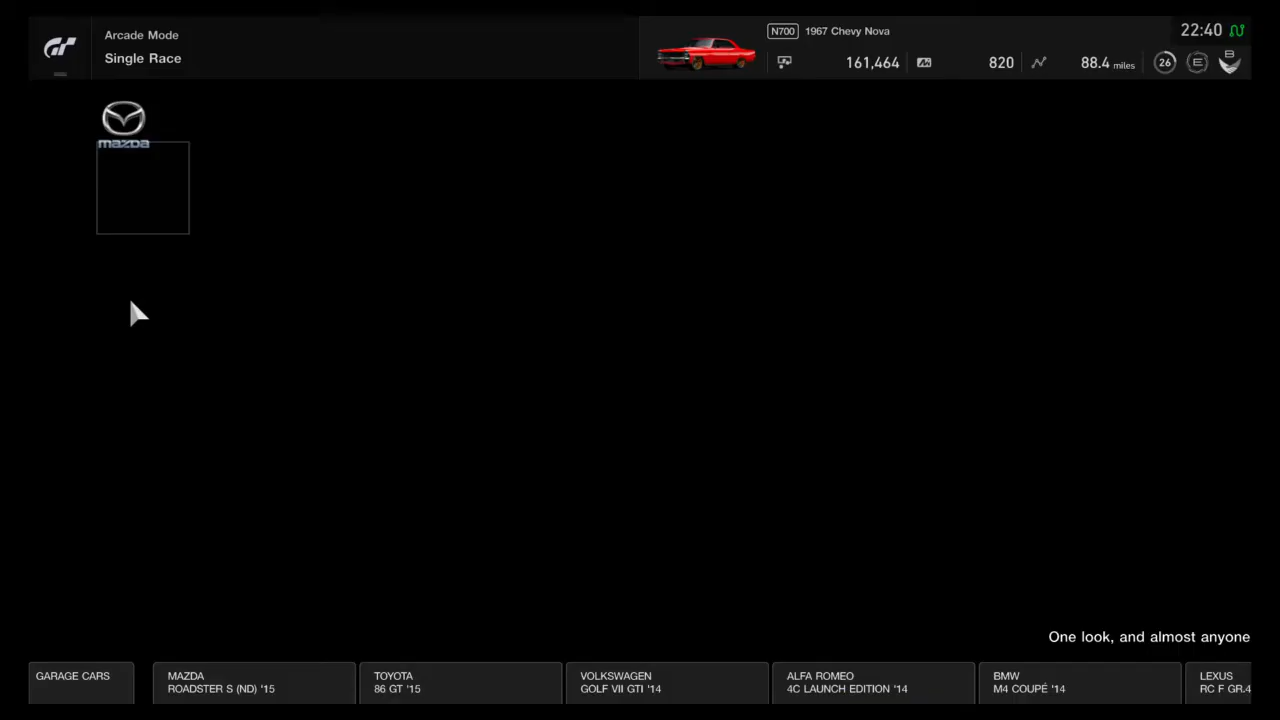 Arcade Mode
Single Race
N700 1967 Chevy Nova
22:40
161,464
820
88.4 miles
26
E
B
mazda
One look, and almost anyone
GARAGE CARS
MAZDA
ROADSTER S (ND) '15
TOYOTA
86 GT '15
VOLKSWAGEN
GOLF VII GTI '14
ALFA ROMEO
4C LAUNCH EDITION '14
BMW
M4 COUPÉ '14
LEXUS
RC F GR.4